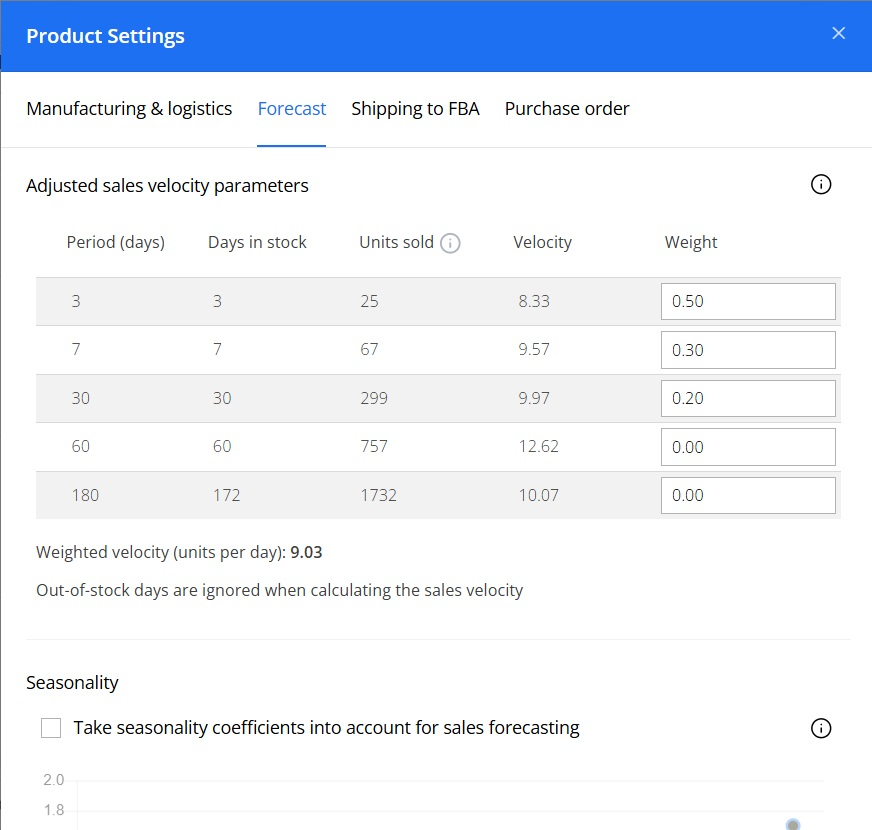 Product Settings
Manufacturing & logistics Forecast Shipping to FBA Purchase order
Adjusted sales velocity parameters
Period (days) Days in stock Units sold Velocity Weight
3 3 25 8.33 0.50
7 7 67 9.57 0.30
30 30 299 9.97 0.20
60 60 757 12.62 0.00
180 172 1732 10.07 0.00
Weighted velocity (units per day): 9.03
Out-of-stock days are ignored when calculating the sales velocity
Seasonality
Take seasonality coefficients into account for sales forecasting
2.0
1.8